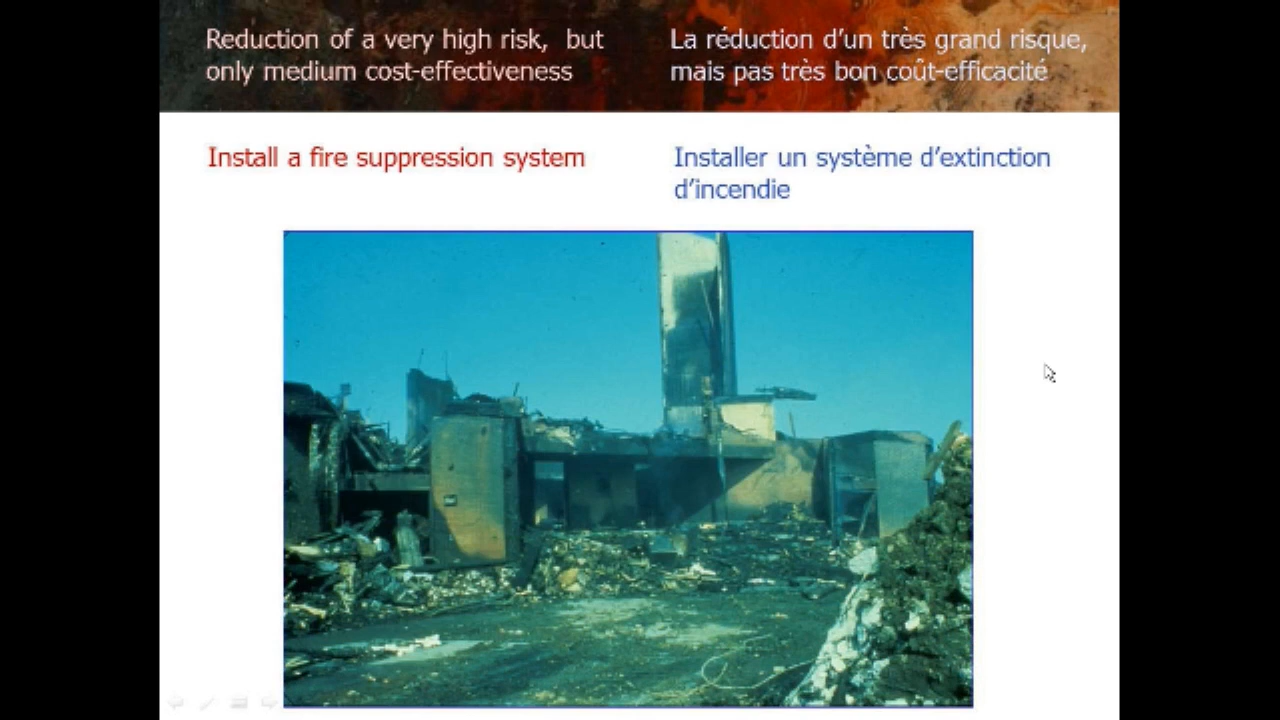 Reduction of a very high risk,  but
only medium cost-effectiveness
La réduction d’un très grand risque,
mais pas très bon coût-efficacité
Install a fire suppression system
Installer un système d’extinction
d’incendie